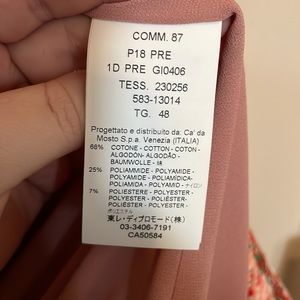 COMM. 87
P18 PRE
1D PRE GI0406
TESS. 230256
583-13014
TG. 48
Progettato e distribuito da: Ca' da
Mosto S.p.a. Venezia (ITALIA)
68% COTONE - COTTON - COTON -
ALGODÓN - ALGODÃO -
BAUMWOLLE - 綿
25% POLIAMMIDE - POLYAMIDE -
POLYAMIDE - POLIAMÍDICA-
POLIAMIDA - POLYAMID - ナイロン
7% POLIESTERE - POLYESTER -
POLYESTER - POLIÉSTER -
POLIÉSTER - POLYESTER -
ポリエステル
東レ・ディプロモード(株)
03-3406-7191
CA50584